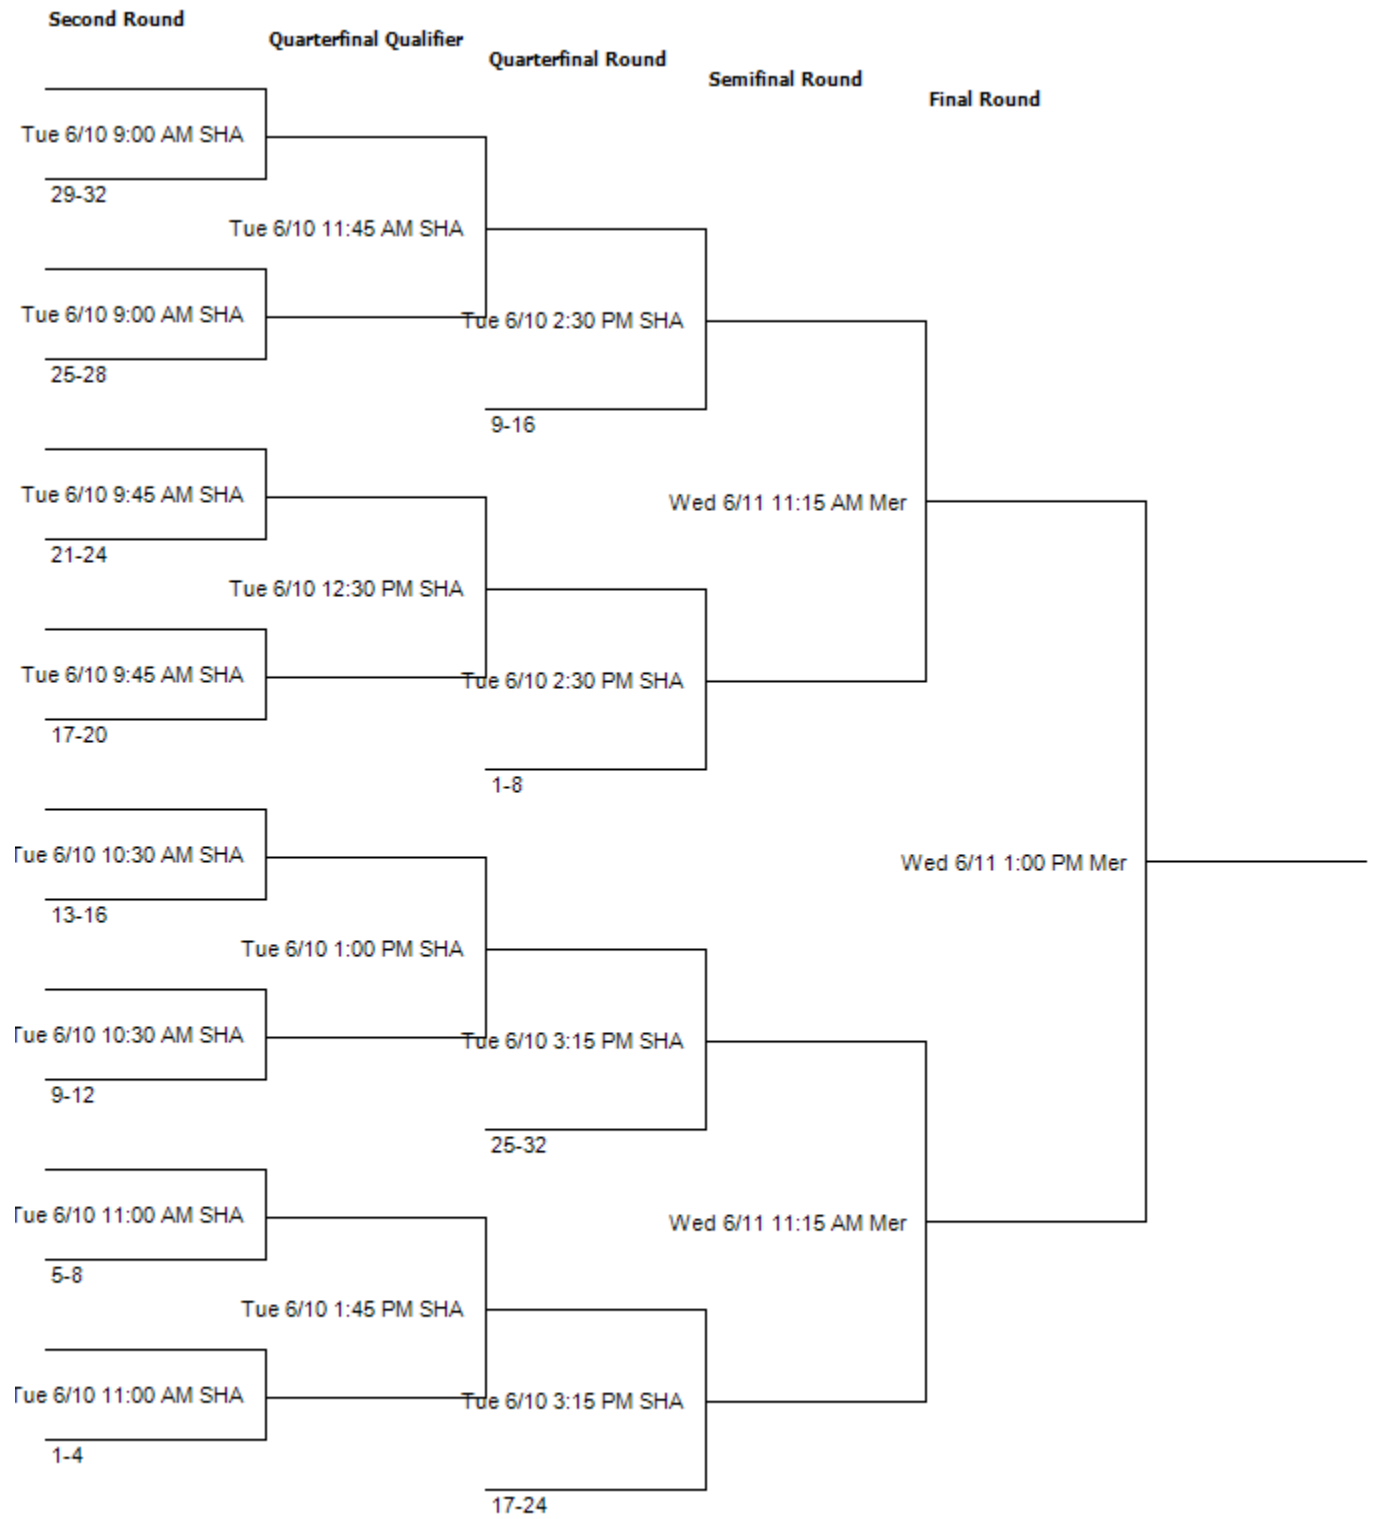 Second Round
Quarterfinal Qualifier
Quarterfinal Round
Semifinal Round
Final Round
Tue 6/10 9:00 AM SHA
29-32
Tue 6/10 11:45 AM SHA
Tue 6/10 9:00 AM SHA
Tue 6/10 2:30 PM SHA
25-28
9-16
Tue 6/10 9:45 AM SHA
Wed 6/11 11:15 AM Mer
21-24
Tue 6/10 12:30 PM SHA
Tue 6/10 9:45 AM SHA
Tue 6/10 2:30 PM SHA
17-20
1-8
Tue 6/10 10:30 AM SHA
Wed 6/11 1:00 PM Mer
13-16
Tue 6/10 1:00 PM SHA
Tue 6/10 10:30 AM SHA
Tue 6/10 3:15 PM SHA
9-12
25-32
Tue 6/10 11:00 AM SHA
Wed 6/11 11:15 AM Mer
5-8
Tue 6/10 1:45 PM SHA
Tue 6/10 11:00 AM SHA
Tue 6/10 3:15 PM SHA
1-4
17-24